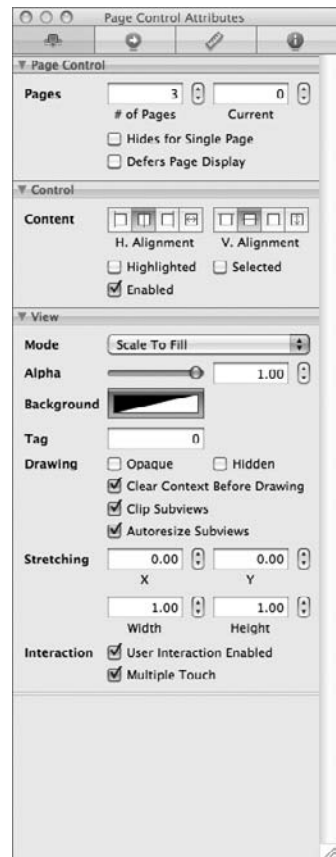 Page Control Attributes
Page Control
Pages 3 0
# of Pages Current
Hides for Single Page
Defers Page Display
Control
Content
H. Alignment V. Alignment
Highlighted Selected
Enabled
View
Mode Scale To Fill
Alpha 1.00
Background
Tag 0
Drawing Opaque Hidden
Clear Context Before Drawing
Clip Subviews
Autoresize Subviews
Stretching 0.00 0.00
X Y
1.00 1.00
Width Height
Interaction User Interaction Enabled
Multiple Touch